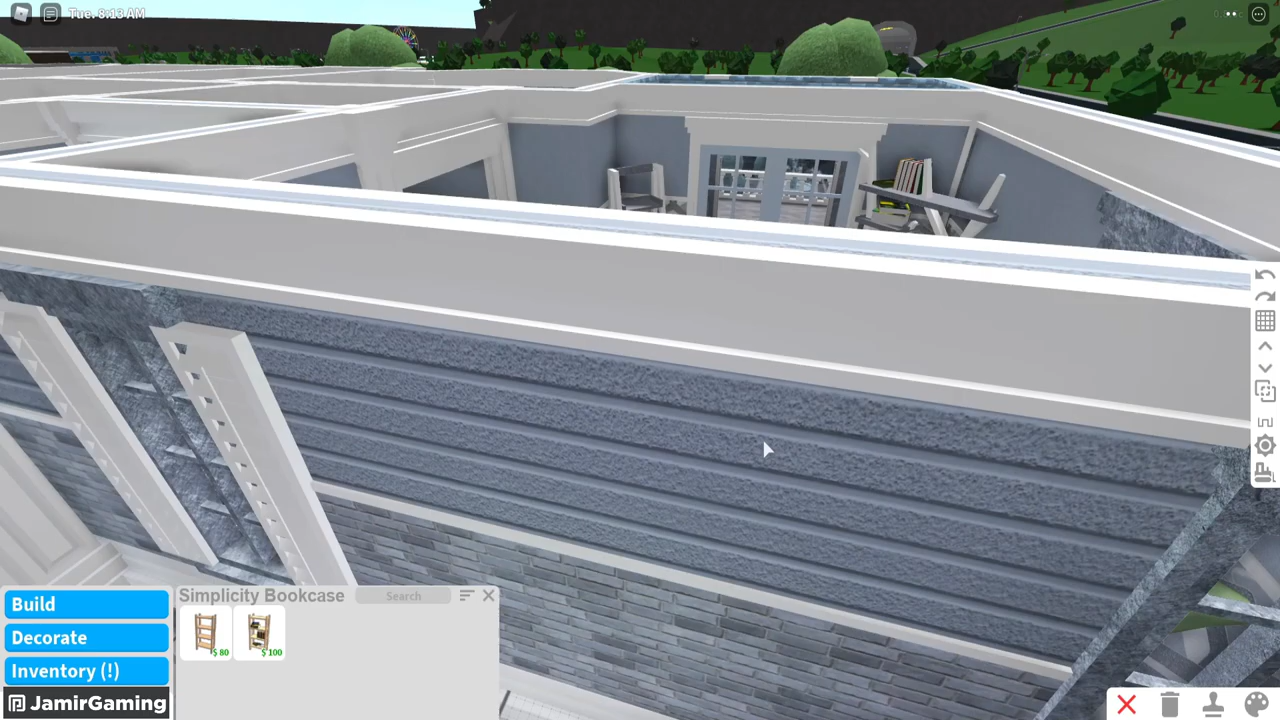 Tue. 8:13 AM
Simplicity Bookcase
Search
$ 80
$ 100
Build
Decorate
Inventory (!)
JamirGaming